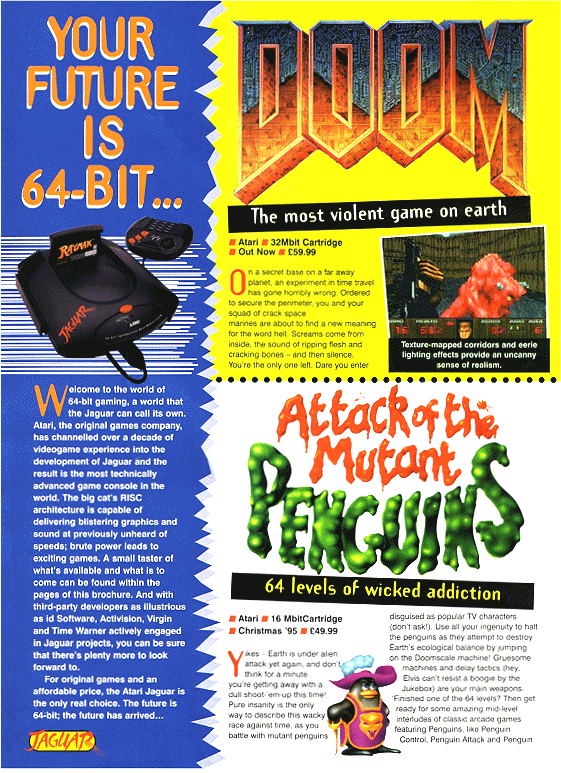 YOUR
FUTURE
IS
64-BIT...
RAYMAN
JAGUAR
Welcome to the world of
64-bit gaming, a world that
the Jaguar can call its own.
Atari, the original games company,
has channelled over a decade of
videogame experience into the
development of Jaguar and the
result is the most technically
advanced game console in the
world. The big cat's RISC
architecture is capable of
delivering blistering graphics and
sound at previously unheard of
speeds; brute power leads to
exciting games. A small taster of
what's available and what is to
come can be found within the
pages of this brochure. And with
third-party developers as illustrious
as id Software, Activision, Virgin
and Time Warner actively engaged
in Jaguar projects, you can be sure
that there's plenty more to look
forward to.
For original games and an
affordable price, the Atari Jaguar is
the only real choice. The future is
64-bit; the future has arrived...
JAGUAR
DOOM
The most violent game on earth
Atari 32Mbit Cartridge
Out Now £59.99
On a secret base on a far away
planet, an experiment in time travel
has gone horribly wrong. Ordered
to secure the perimeter, you and your
squad of crack space
marines are about to find a new meaning
for the word hell. Screams come from
inside, the sound of ripping flesh and
cracking bones – and then silence.
You're the only one left. Dare you enter
Texture-mapped corridors and eerie
lighting effects provide an uncanny
sense of realism.
Attack of the
Mutant
PENGUINS
64 levels of wicked addiction
Atari 16 MbitCartridge
Christmas '95 £49.99
Yikes – Earth is under alien
attack yet again, and don't
think for a minute
you're getting away with a
dull shoot-'em-up this time!
Pure insanity is the only
way to describe this wacky
race against time, as you
battle with mutant penguins
disguised as popular TV characters
(don't ask!). Use all your ingenuity to halt
the penguins as they attempt to destroy
Earth's ecological balance by jumping
on the Doomscale machine! Gruesome
machines and delay tactics (hey,
Elvis can't resist a boogie by the
Jukebox) are your main weapons.
Finished one of the 64 levels? Then get
ready for some amazing mid-level
interludes of classic arcade games
featuring Penguins, like Penguin
Control, Penguin Attack and Penguin